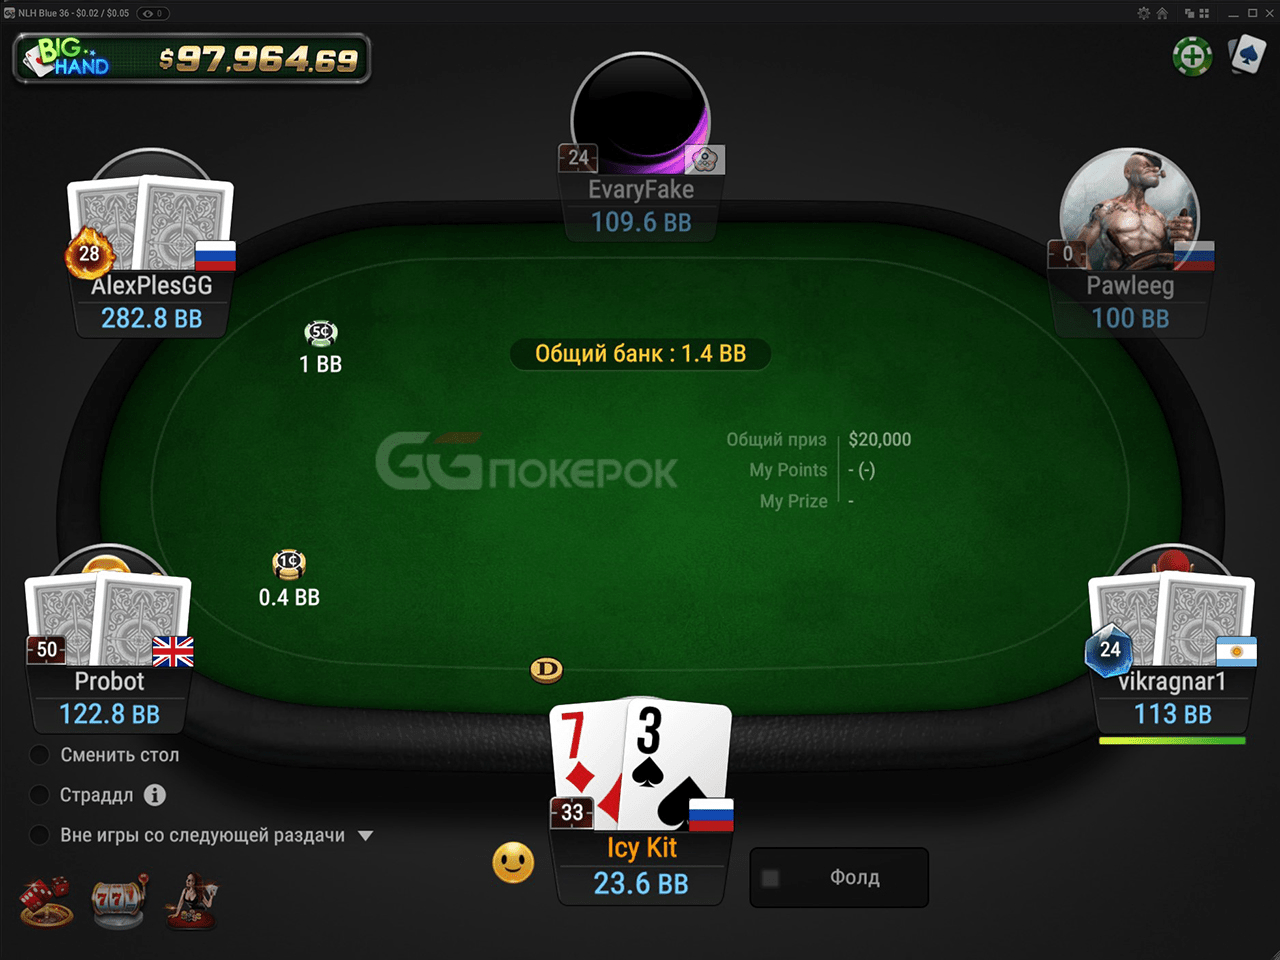 NLH Blue 36 - $0.02 / $0.05
0
BIG HAND
$97,964.69
24
EvaryFake
109.6 BB
28
AlexPlesGG
282.8 BB
0
Pawleeg
100 BB
5¢
1 BB
Общий банк : 1.4 BB
GGПОКЕРОК
Общий приз $20,000
My Points - (-)
My Prize -
1¢
0.4 BB
50
Probot
122.8 BB
24
vikragnar1
113 BB
D
7 3
33
Icy Kit
23.6 BB
Сменить стол
Страддл i
Вне игры со следующей раздачи
Фолд
777